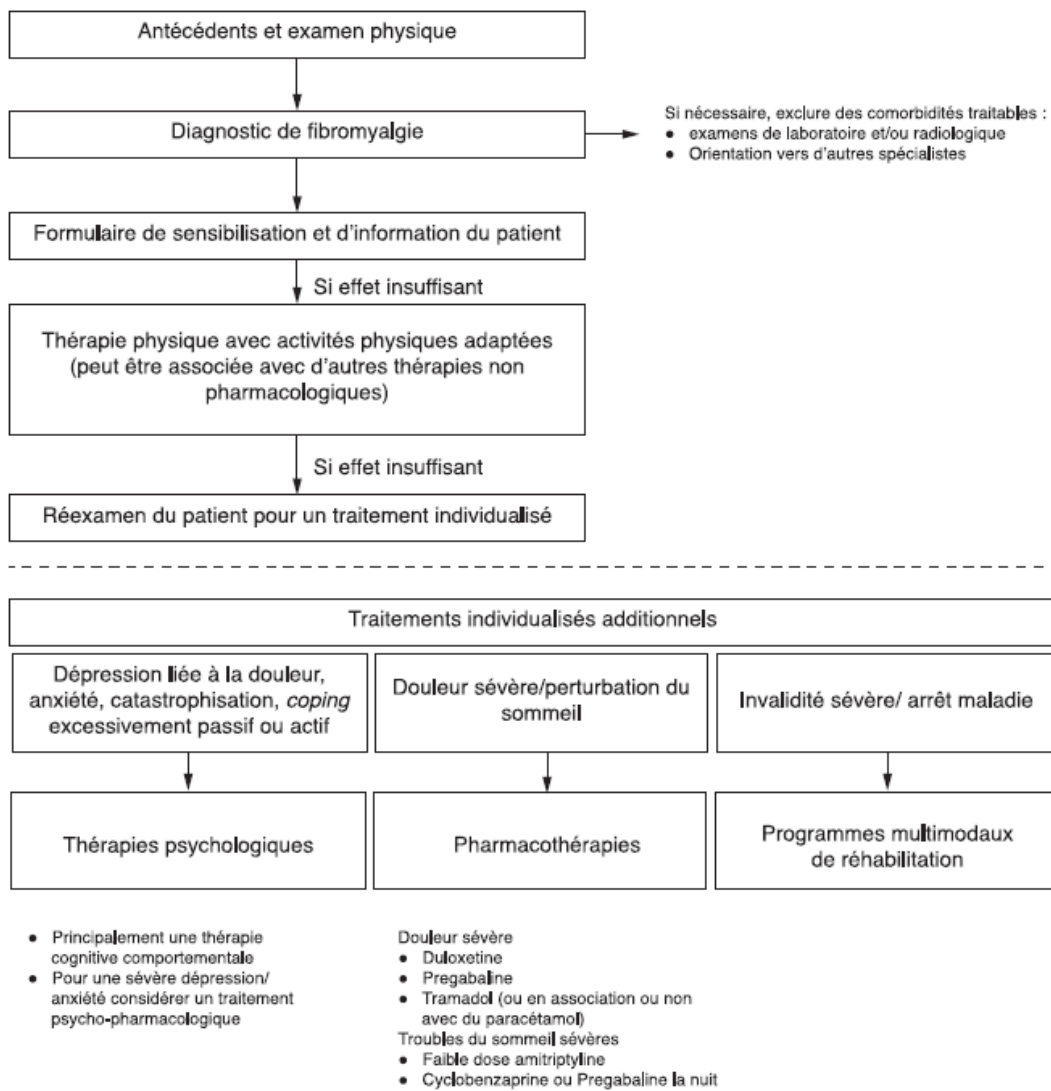 Antécédents et examen physique
Diagnostic de fibromyalgie
Si nécessaire, exclure des comorbidités traitables :
● examens de laboratoire et/ou radiologique
● Orientation vers d'autres spécialistes
Formulaire de sensibilisation et d'information du patient
Si effet insuffisant
Thérapie physique avec activités physiques adaptées
(peut être associée avec d'autres thérapies non
pharmacologiques)
Si effet insuffisant
Réexamen du patient pour un traitement individualisé
Traitements individualisés additionnels
Dépression liée à la douleur,
anxiété, catastrophisation, coping
excessivement passif ou actif
Douleur sévère/perturbation du
sommeil
Invalidité sévère/ arrêt maladie
Thérapies psychologiques
Pharmacothérapies
Programmes multimodaux
de réhabilitation
● Principalement une thérapie
cognitive comportementale
● Pour une sévère dépression/
anxiété considérer un traitement
psycho-pharmacologique
Douleur sévère
● Duloxetine
● Pregabaline
● Tramadol (ou en association ou non
avec du paracétamol)
Troubles du sommeil sévères
● Faible dose amitriptyline
● Cyclobenzaprine ou Pregabaline la nuit